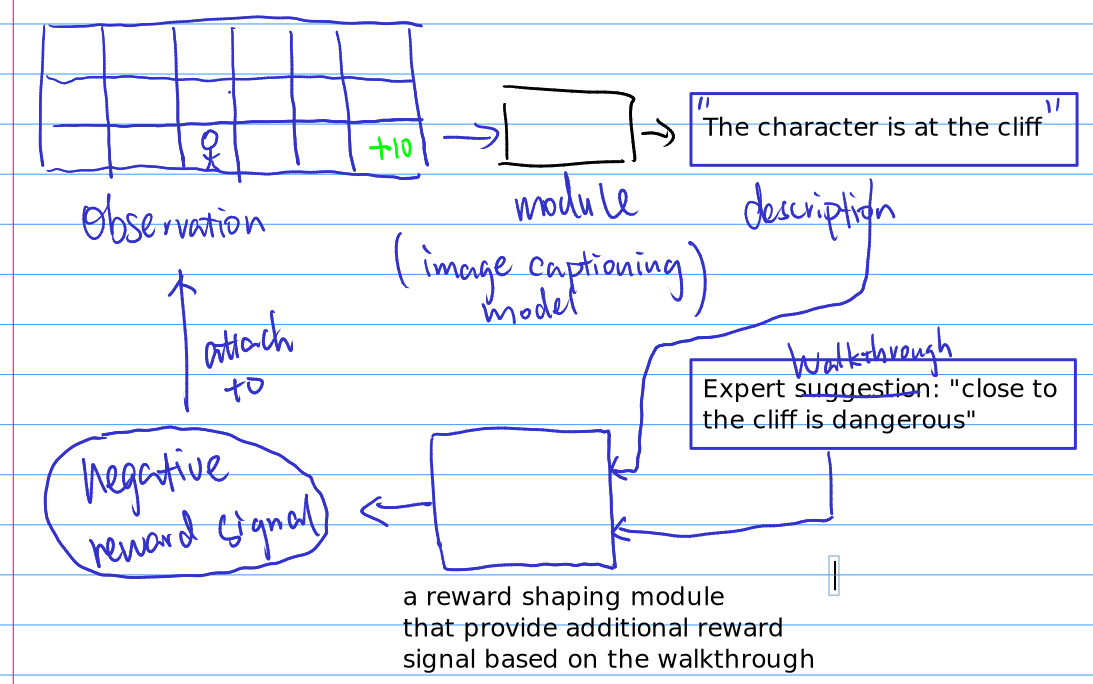 +10
"The character is at the cliff"
Observation
module
description
(image captioning
model)
attach
to
Walkthrough
Expert suggestion: "close to
the cliff is dangerous"
negative
reward signal
a reward shaping module
that provide additional reward
signal based on the walkthrough